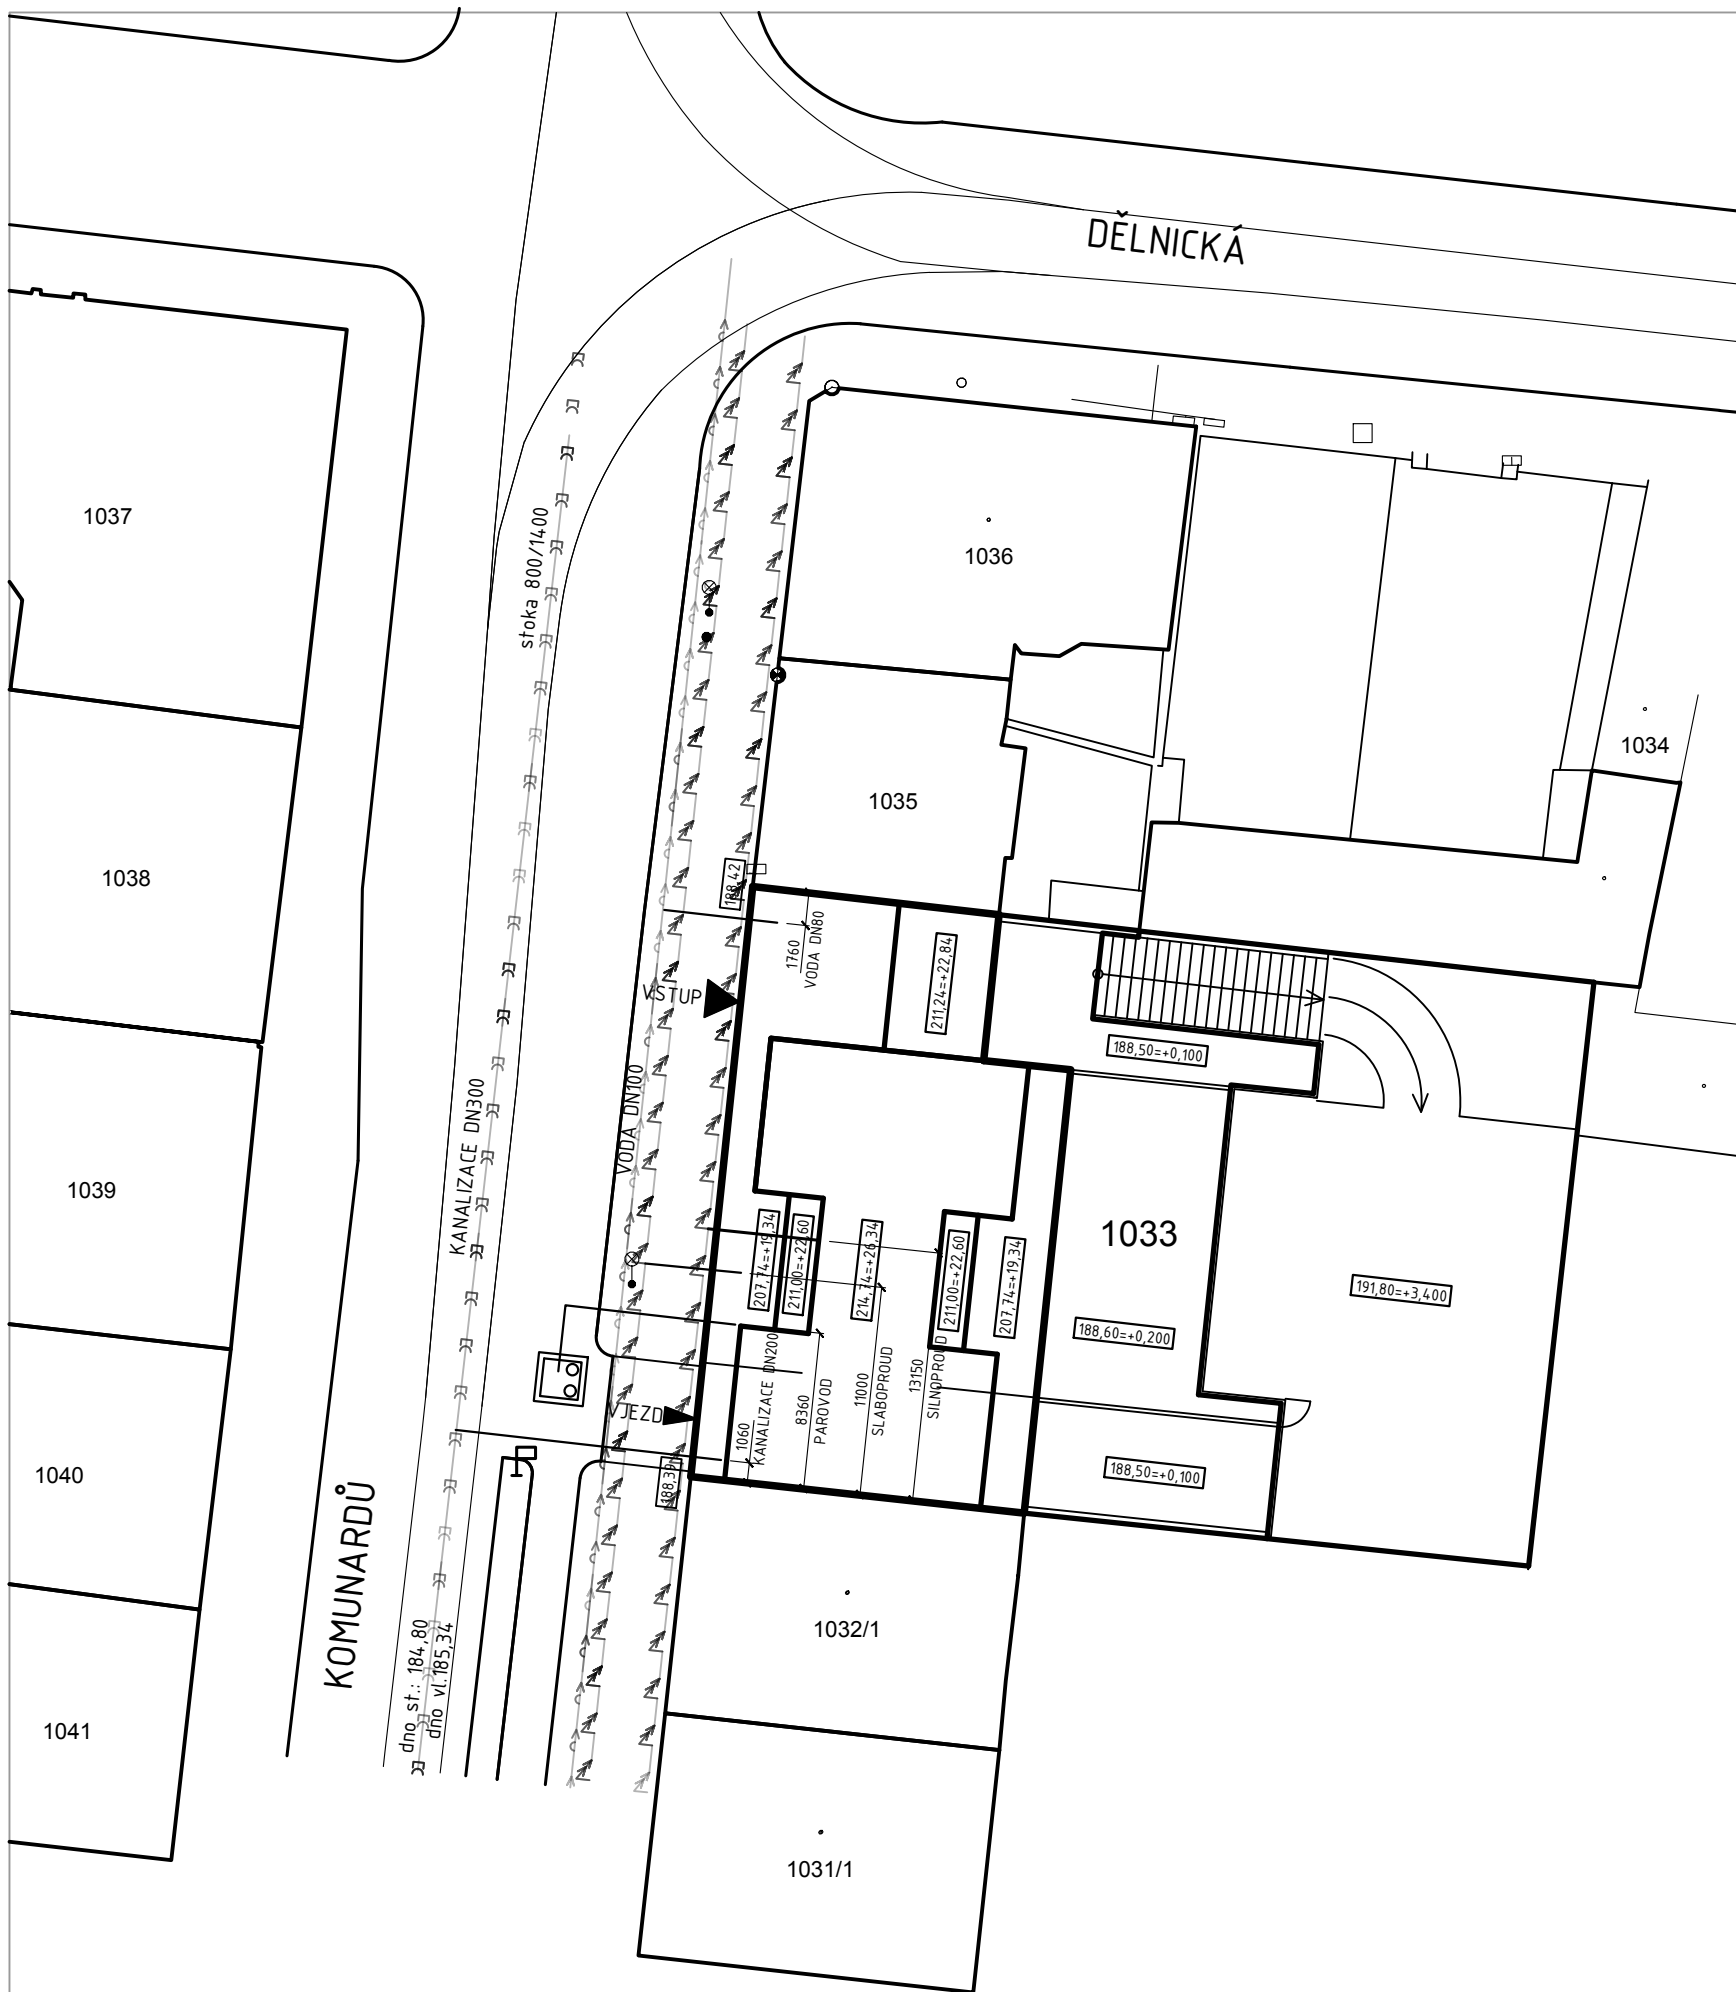 DĚLNICKÁ
1037
stoka 800/1400
1036
1034
1035
1038
188,42
1760
VODA DN80
211,24=+22,84
VSTUP
188,50=+0,100
KANALIZACE DN300
VODA DN100
1039
1033
207,74=+19,34
211,00=+22,60
214,74=+26,34
211,00=+22,60
207,74=+19,34
191,80=+3,400
188,60=+0,200
1060
KANALIZACE DN200
8360
PAROVOD
11000
SLABOPROUD
13150
SILNOPROUD
VJEZD
188,39
188,50=+0,100
1040
KOMUNARDŮ
1032/1
dno st.: 184,80
dno vl.185,34
1041
1031/1